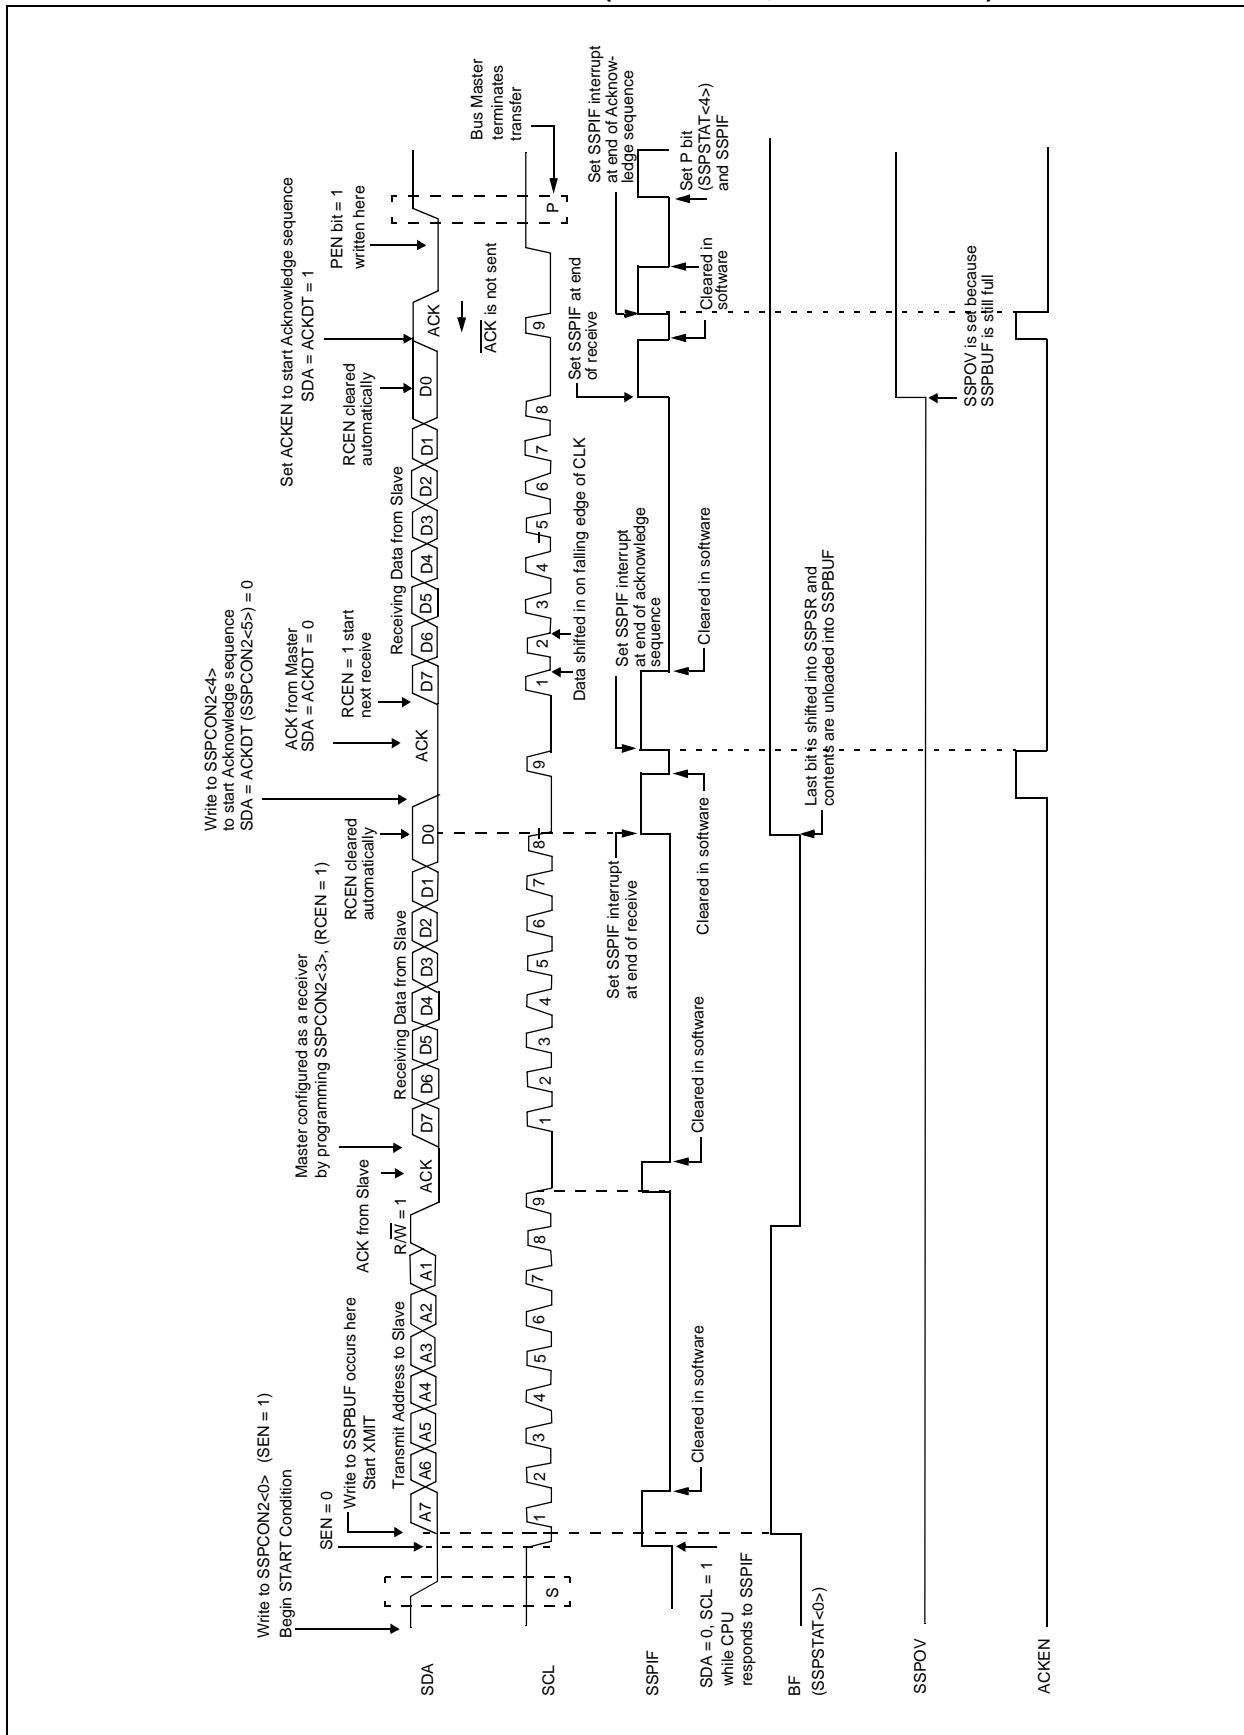 Write to SSPCON2<0> (SEN = 1)
Begin START Condition
SEN = 0
Write to SSPBUF occurs here
Start XMIT
Transmit Address to Slave
R/W = 1
ACK from Slave
Master configured as a receiver
by programming SSPCON2<3>, (RCEN = 1)
Receiving Data from Slave
RCEN cleared
automatically
Write to SSPCON2<4>
to start Acknowledge sequence
SDA = ACKDT (SSPCON2<5>) = 0
ACK from Master
SDA = ACKDT = 0
RCEN = 1 start
next receive
Receiving Data from Slave
RCEN cleared
automatically
Set ACKEN to start Acknowledge sequence
SDA = ACKDT = 1
PEN bit = 1
written here
SDA
A7 A6 A5 A4 A3 A2 A1 ACK D7 D6 D5 D4 D3 D2 D1 D0 ACK D7 D6 D5 D4 D3 D2 D1 D0 ACK
ACK is not sent
Bus Master
terminates
transfer
SCL
S 1 2 3 4 5 6 7 8 9 1 2 3 4 5 6 7 8 9 1 2 3 4 5 6 7 8 9 P
Data shifted in on falling edge of CLK
Set SSPIF interrupt
at end of receive
Set SSPIF interrupt
at end of acknowledge
sequence
Set SSPIF at end
of receive
Set SSPIF interrupt
at end of Acknow-
ledge sequence
SSPIF
SDA = 0, SCL = 1
while CPU
responds to SSPIF
Cleared in software
Cleared in software
Cleared in software
Cleared in software
Cleared in
software
Set P bit
(SSPSTAT<4>)
and SSPIF
BF
(SSPSTAT<0>)
Last bit is shifted into SSPSR and
contents are unloaded into SSPBUF
SSPOV
SSPOV is set because
SSPBUF is still full
ACKEN